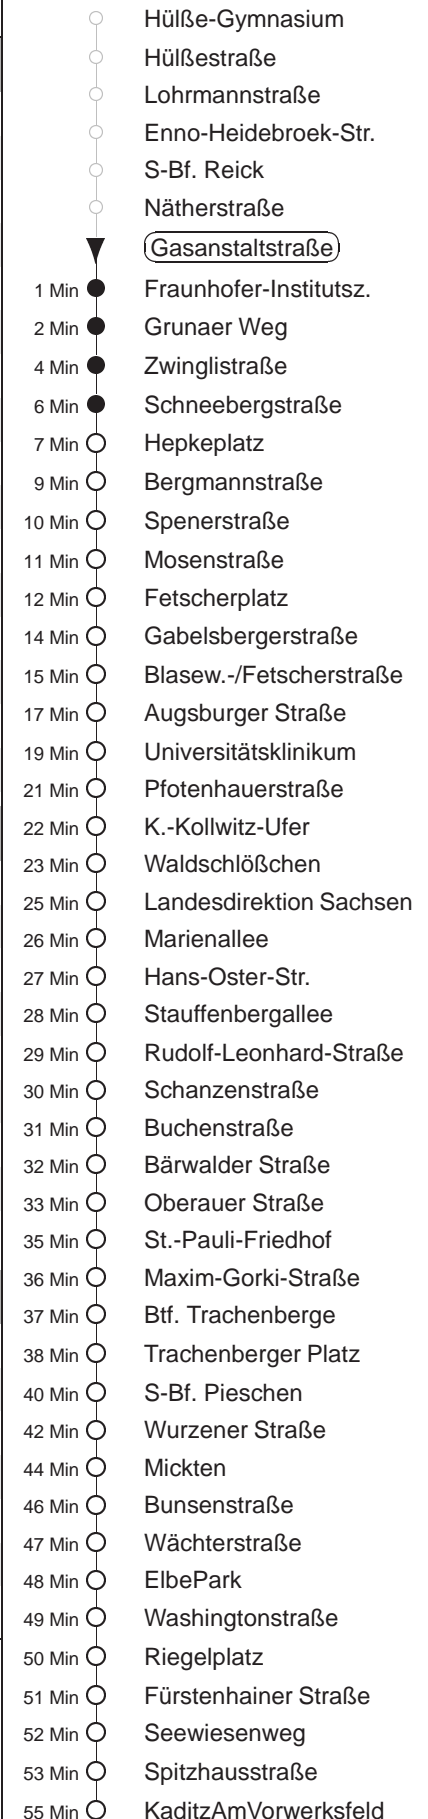 Hülße-Gymnasium
Hülßestraße
Lohrmannstraße
Enno-Heidebroek-Str.
S-Bf. Reick
Nätherstraße
Gasanstaltstraße
1 Min Fraunhofer-Institutsz.
2 Min Grunaer Weg
4 Min Zwinglistraße
6 Min Schneebergstraße
7 Min Hepkeplatz
9 Min Bergmannstraße
10 Min Spenerstraße
11 Min Mosenstraße
12 Min Fetscherplatz
14 Min Gabelsbergerstraße
15 Min Blasew.-/Fetscherstraße
17 Min Augsburger Straße
19 Min Universitätsklinikum
21 Min Pfotenhauerstraße
22 Min K.-Kollwitz-Ufer
23 Min Waldschlößchen
25 Min Landesdirektion Sachsen
26 Min Marienallee
27 Min Hans-Oster-Str.
28 Min Stauffenbergallee
29 Min Rudolf-Leonhard-Straße
30 Min Schanzenstraße
31 Min Buchenstraße
32 Min Bärwalder Straße
33 Min Oberauer Straße
35 Min St.-Pauli-Friedhof
36 Min Maxim-Gorki-Straße
37 Min Btf. Trachenberge
38 Min Trachenberger Platz
40 Min S-Bf. Pieschen
42 Min Wurzener Straße
44 Min Mickten
46 Min Bunsenstraße
47 Min Wächterstraße
48 Min ElbePark
49 Min Washingtonstraße
50 Min Riegelplatz
51 Min Fürstenhainer Straße
52 Min Seewiesenweg
53 Min Spitzhausstraße
55 Min KaditzAmVorwerksfeld